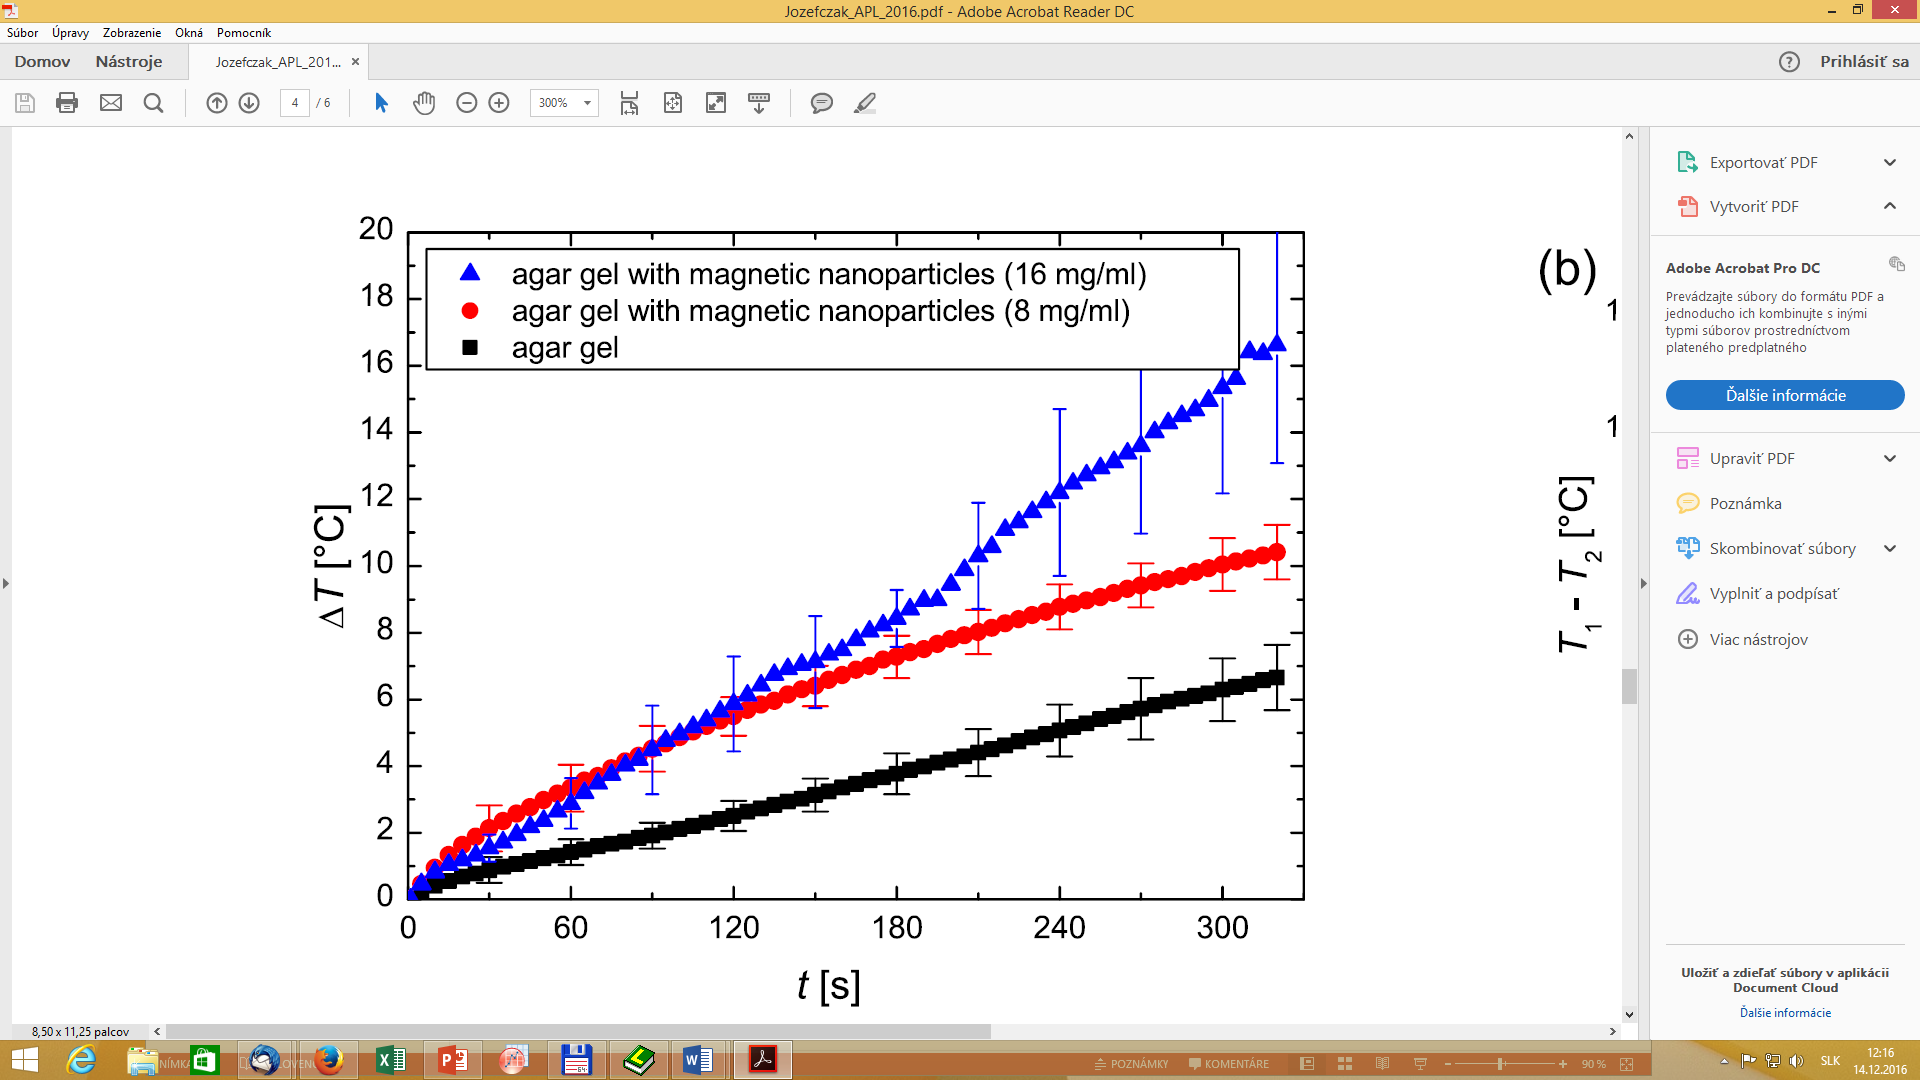 Jozefczak_APL_2016.pdf - Adobe Acrobat Reader DC
Súbor Úpravy Zobrazenie Okná Pomocník
Domov Nástroje Jozefczak_APL_201... × Prihlásiť sa
4 / 6 300%
20
18
16
14
12
10
8
6
4
2
0
agar gel with magnetic nanoparticles (16 mg/ml)
agar gel with magnetic nanoparticles (8 mg/ml)
agar gel
ΔT [°C]
0 60 120 180 240 300
t [s]
(b)
1
1
T1 - T2 [°C]
Exportovať PDF
Vytvoriť PDF
Adobe Acrobat Pro DC
Prevádzajte súbory do formátu PDF a
jednoducho ich kombinujte s inými
typmi súborov prostredníctvom
plateného predplatného
Ďalšie informácie
Upraviť PDF
Poznámka
Skombinovať súbory
Vyplniť a podpísať
Viac nástrojov
Uložiť a zdieľať súbory v aplikácii
Document Cloud
Ďalšie informácie
8,50 x 11,25 palcov
POZNÁMKY KOMENTÁRE 90 %
SLK
12:16
14.12.2016